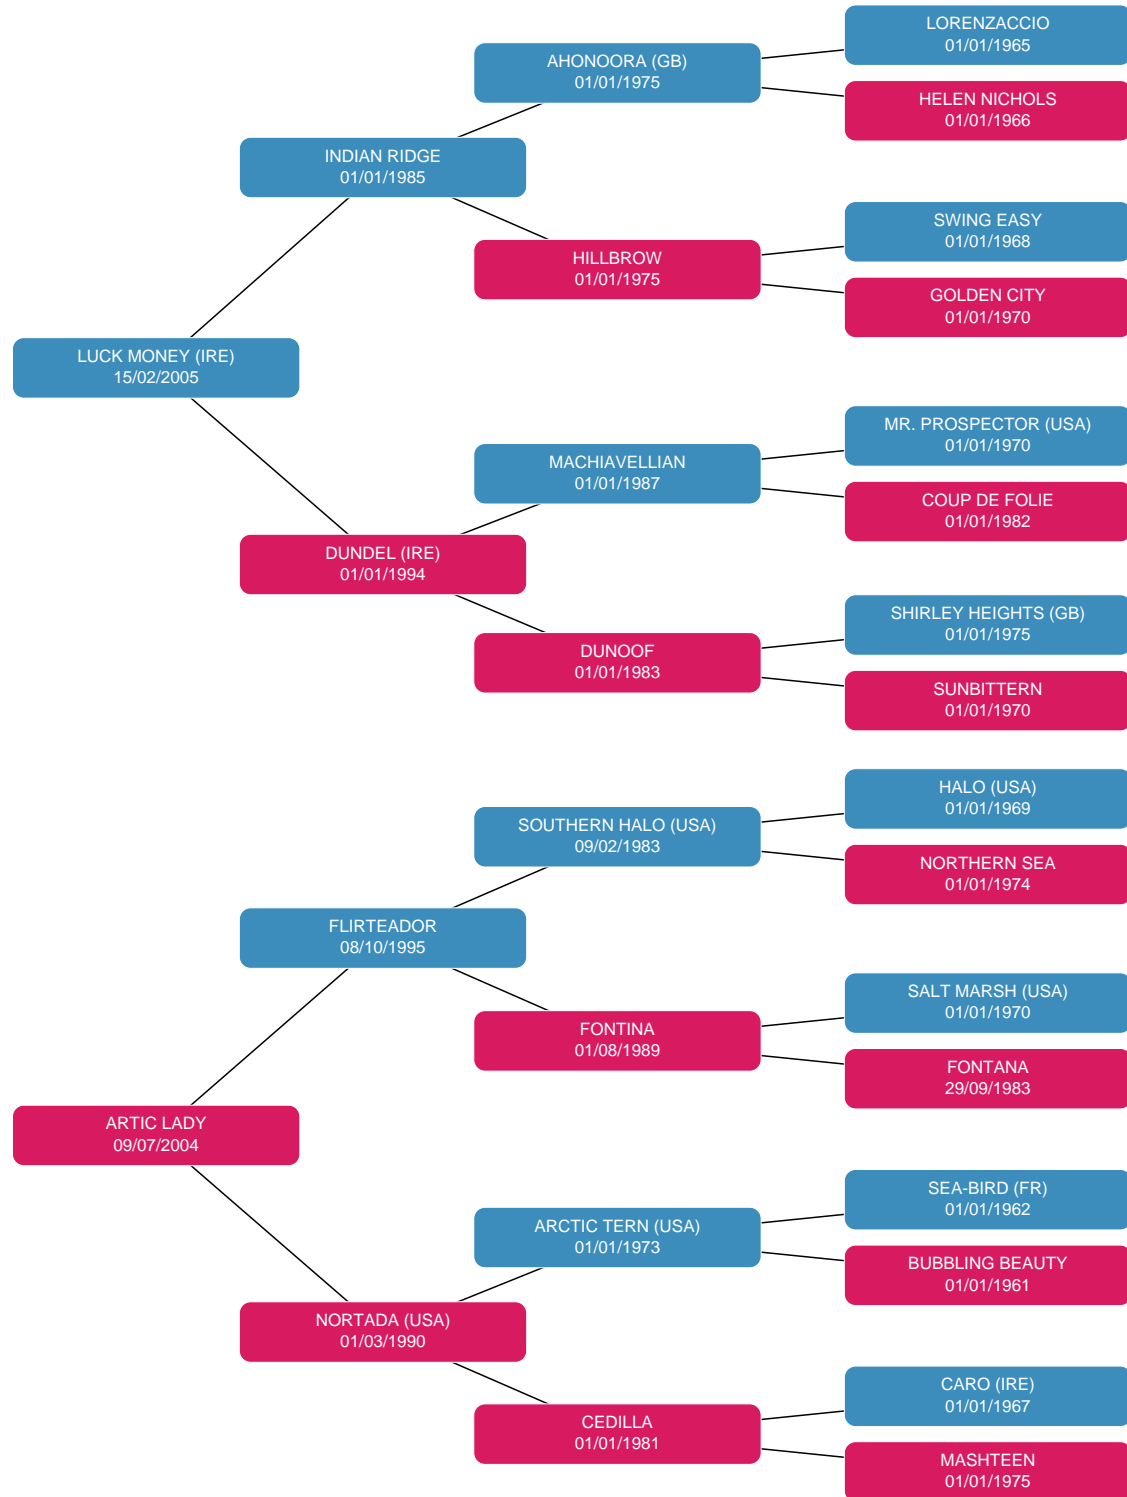 LORENZACCIO
01/01/1965
AHONOORA (GB)
01/01/1975
HELEN NICHOLS
01/01/1966
INDIAN RIDGE
01/01/1985
SWING EASY
01/01/1968
HILLBROW
01/01/1975
GOLDEN CITY
01/01/1970
LUCK MONEY (IRE)
15/02/2005
MR. PROSPECTOR (USA)
01/01/1970
MACHIAVELLIAN
01/01/1987
COUP DE FOLIE
01/01/1982
DUNDEL (IRE)
01/01/1994
SHIRLEY HEIGHTS (GB)
01/01/1975
DUNOOF
01/01/1983
SUNBITTERN
01/01/1970
HALO (USA)
01/01/1969
SOUTHERN HALO (USA)
09/02/1983
NORTHERN SEA
01/01/1974
FLIRTEADOR
08/10/1995
SALT MARSH (USA)
01/01/1970
FONTINA
01/08/1989
FONTANA
29/09/1983
ARTIC LADY
09/07/2004
SEA-BIRD (FR)
01/01/1962
ARCTIC TERN (USA)
01/01/1973
BUBBLING BEAUTY
01/01/1961
NORTADA (USA)
01/03/1990
CARO (IRE)
01/01/1967
CEDILLA
01/01/1981
MASHTEEN
01/01/1975